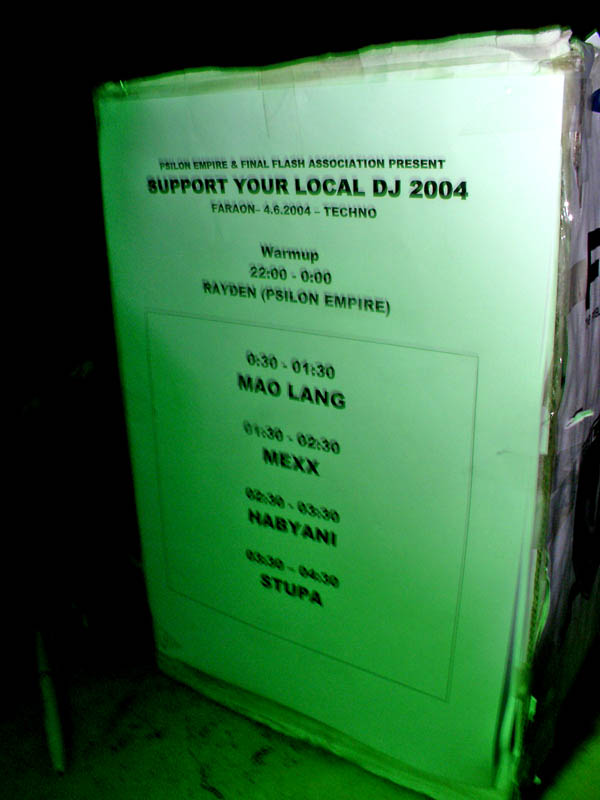 PSILON EMPIRE & FINAL FLASH ASSOCIATION PRESENT
SUPPORT YOUR LOCAL DJ 2004
FARAON– 4.6.2004 – TECHNO
Warmup
22:00 - 0:00
RAYDEN (PSILON EMPIRE)
0:30 - 01:30
MAO LANG
01:30 - 02:30
MEXX
02:30 - 03:30
HABYANI
03:30 – 04:30
STUPA